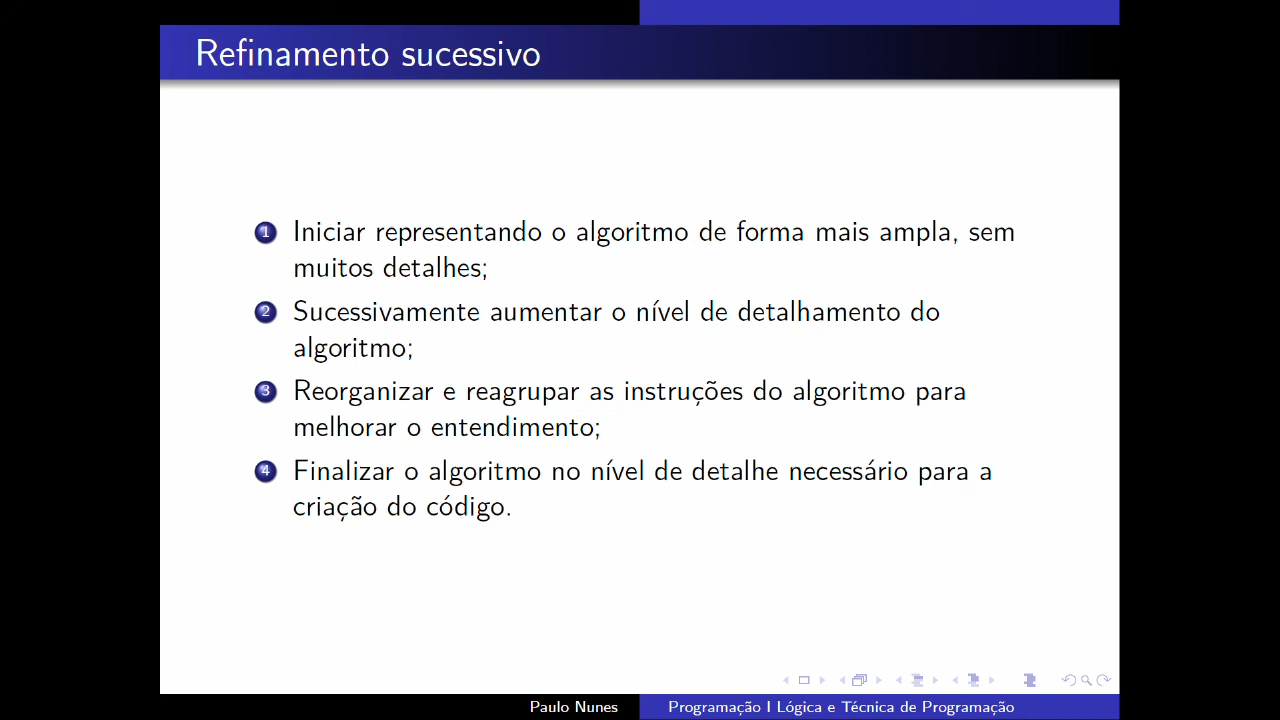 Refinamento sucessivo
1 Iniciar representando o algoritmo de forma mais ampla, sem
muitos detalhes;
2 Sucessivamente aumentar o nível de detalhamento do
algoritmo;
3 Reorganizar e reagrupar as instruções do algoritmo para
melhorar o entendimento;
4 Finalizar o algoritmo no nível de detalhe necessário para a
criação do código.
Paulo Nunes Programação I Lógica e Técnica de Programação